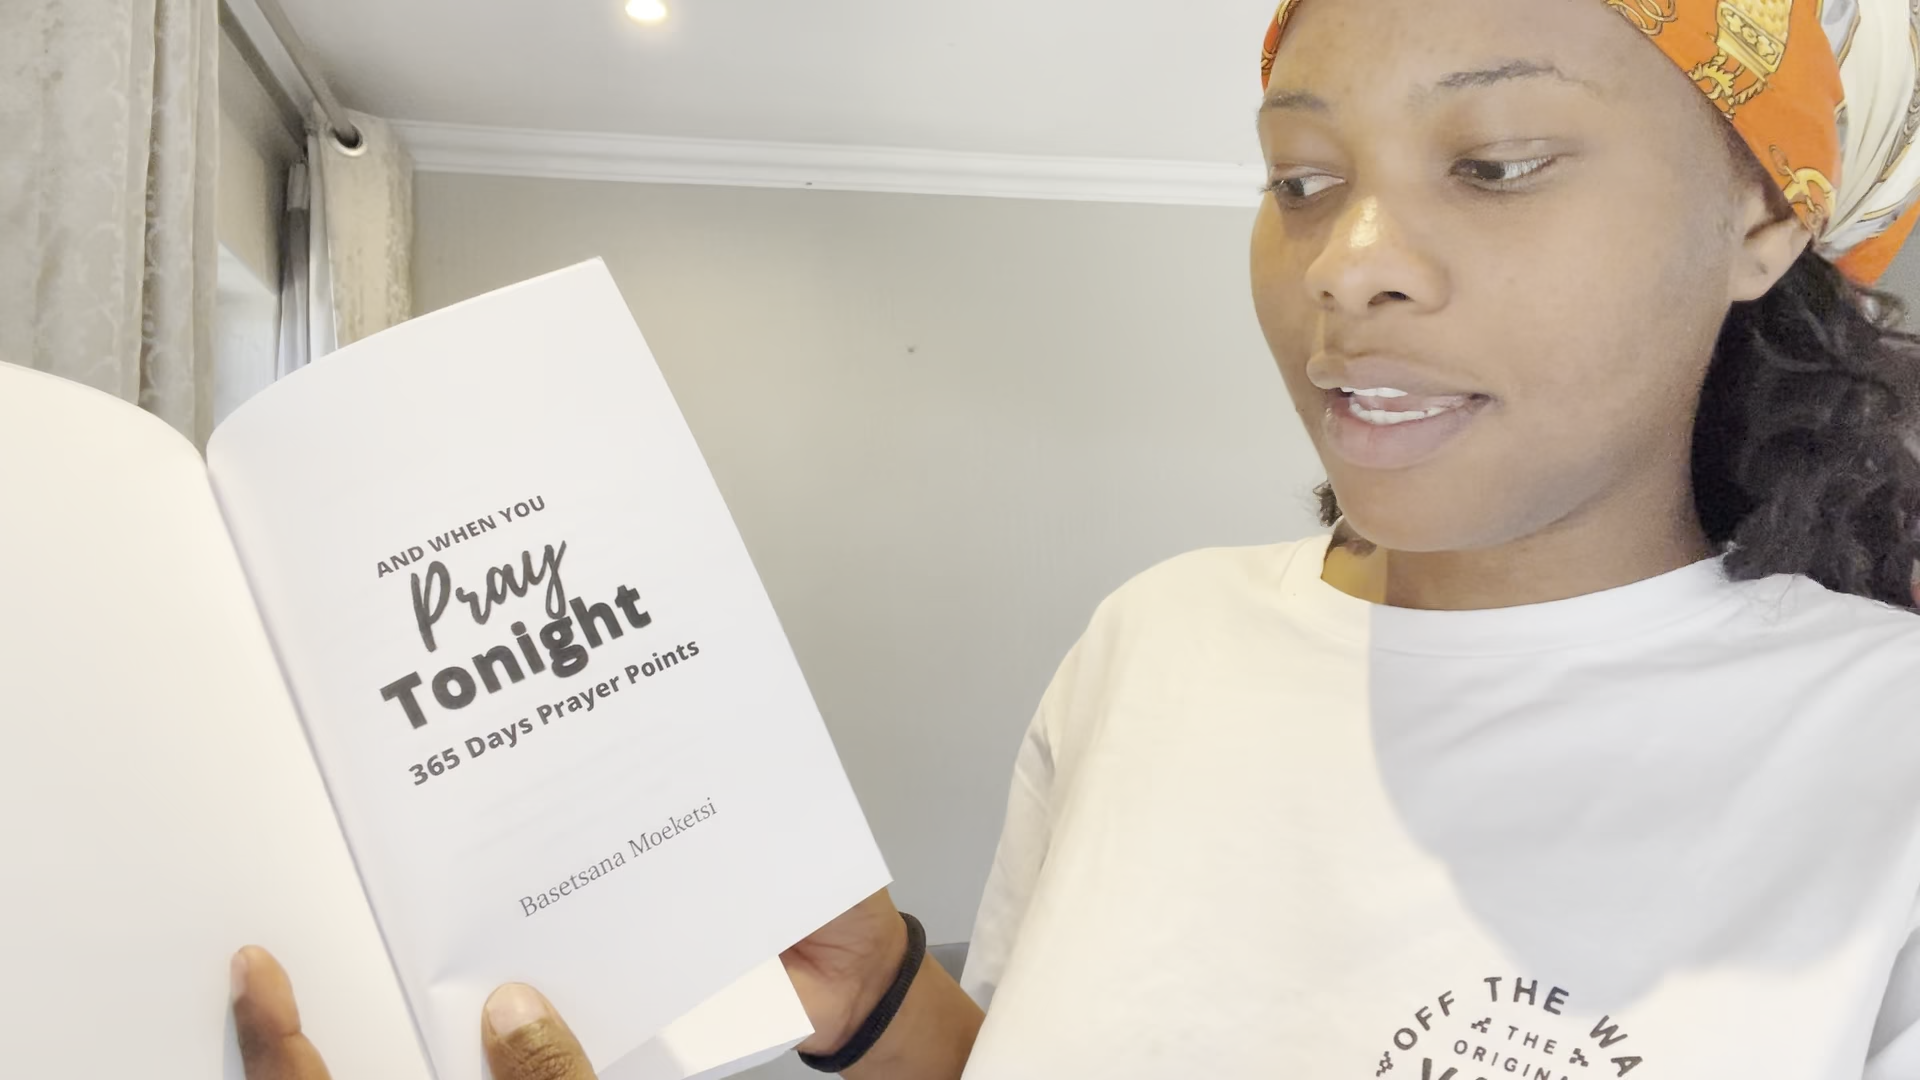 AND WHEN YOU
Pray
Tonight
365 Days Prayer Points
Basetsana Moeketsi
OFF THE WA
THE
ORIGIN